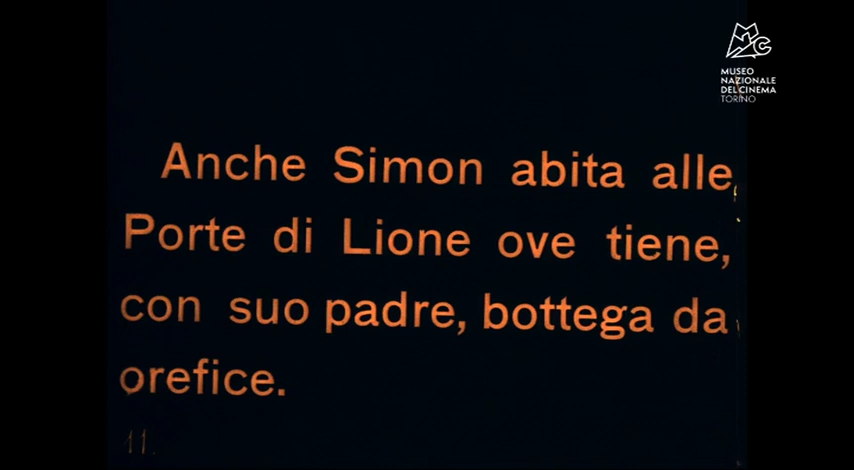 MUSEO
NAZIONALE
DEL CINEMA
TORINO
Anche Simon abita alle
Porte di Lione ove tiene,
con suo padre, bottega da
orefice.
11.